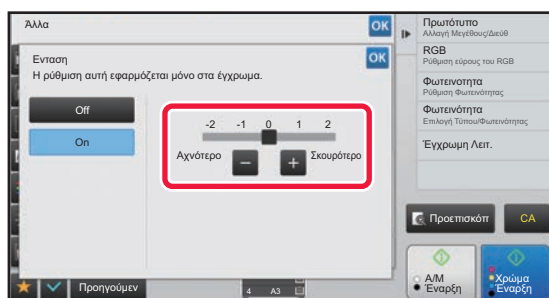 Άλλα
OK
Ενταση
OK
Η ρύθμιση αυτή εφαρμόζεται μόνο στα έγχρωμα.
Off
On
-2 -1 0 1 2
Αχνότερο
Σκουρότερο
Πρωτότυπο
Αλλαγή Μεγέθους/Διεύθ
RGB
Ρύθμιση εύρους του RGB
Φωτεινοτητα
Ρύθμιση Φωτεινότητας
Φωτεινότητα
Επιλογή Τύπου/Φωτεινότητας
Έγχρωμη Λειτ.
Προεπισκόπ
CA
Προηγούμεν
4 A3
Α/Μ
Έναρξη
Χρώμα
Έναρξη